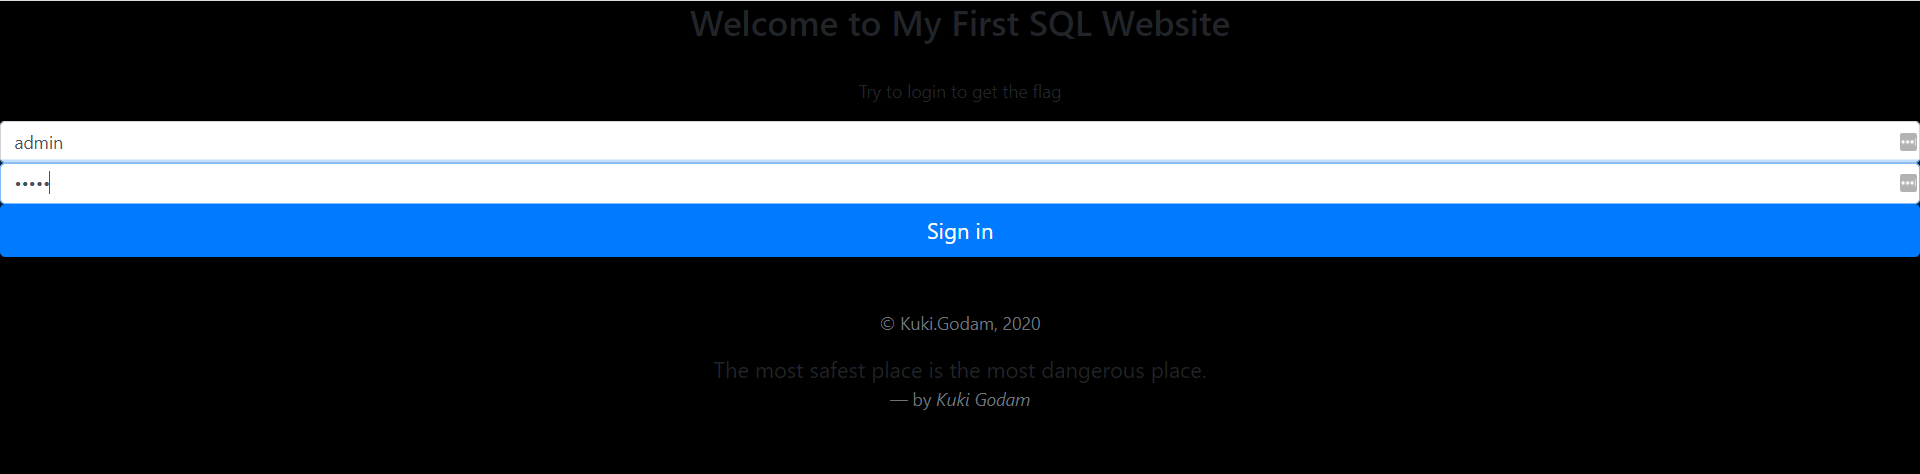 Welcome to My First SQL Website
Try to login to get the flag
admin
•••••
Sign in
© Kuki.Godam, 2020
The most safest place is the most dangerous place.
— by Kuki Godam